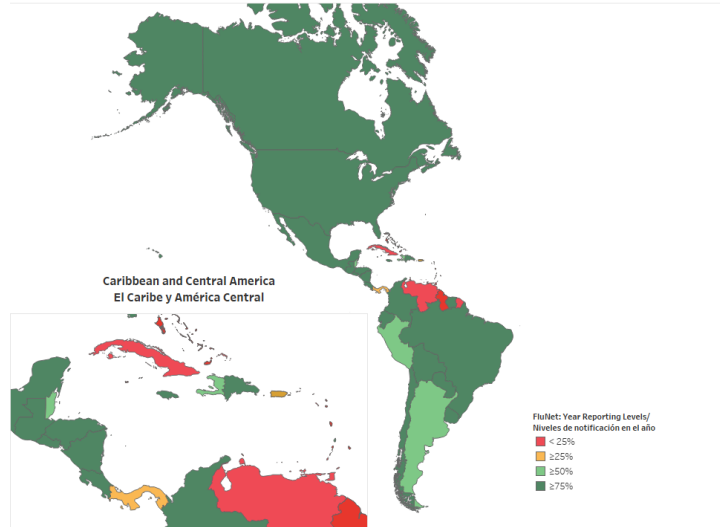 Caribbean and Central America
El Caribe y América Central
FluNet: Year Reporting Levels/
Niveles de notificación en el año
< 25%
≥25%
≥50%
≥75%